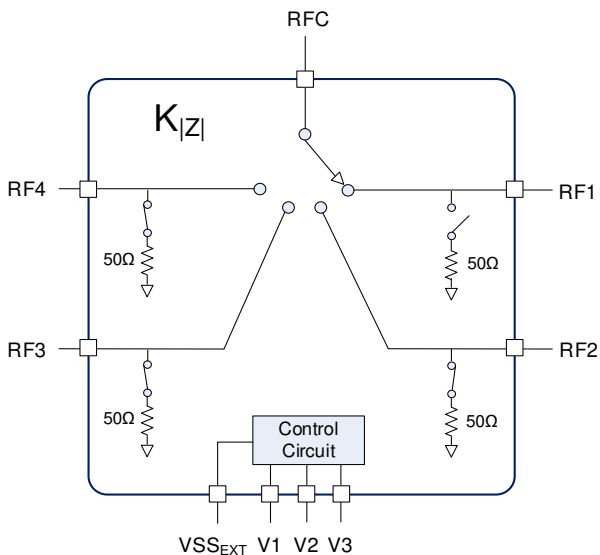 RFC
K|Z|
RF4
RF1
50Ω
50Ω
RF3
RF2
50Ω
50Ω
Control
Circuit
VSSEXT V1 V2 V3